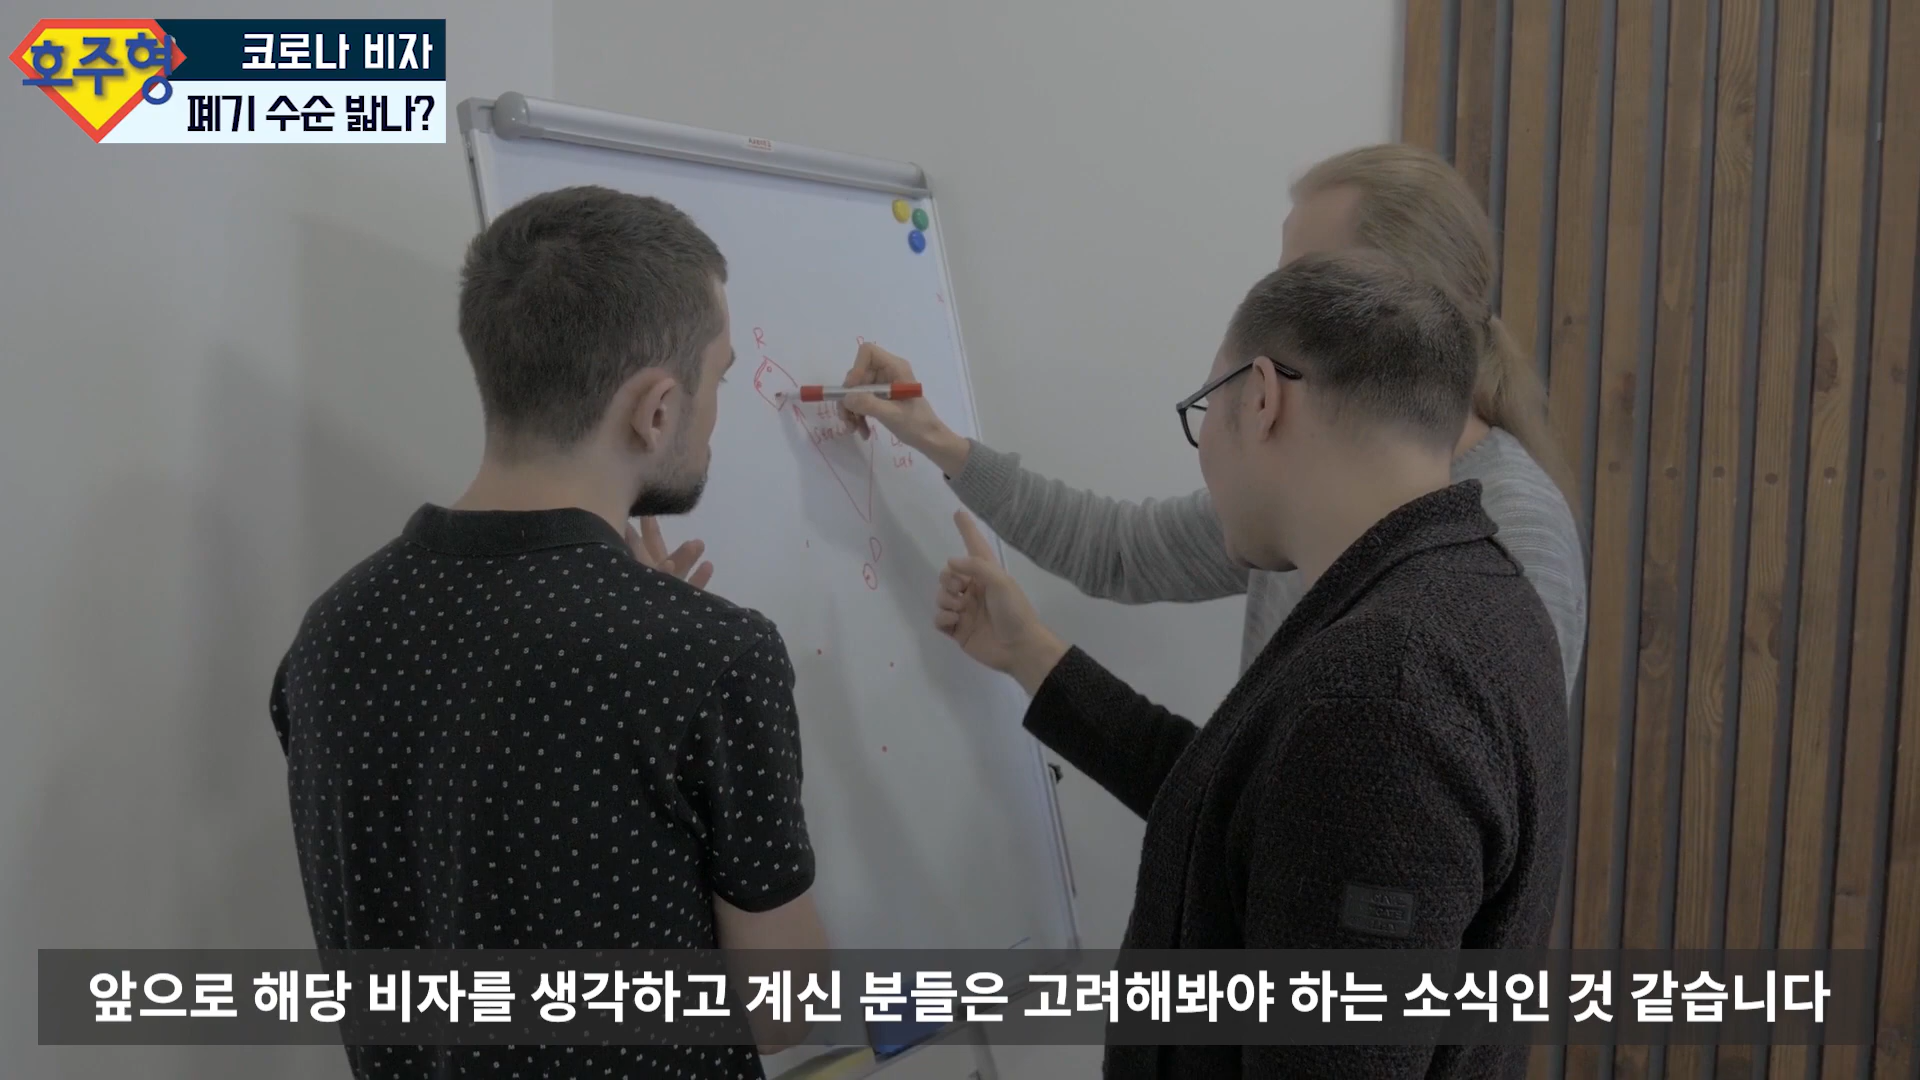 호주형
코로나 비자
폐기 수순 밟나?
R
D
앞으로 해당 비자를 생각하고 계신 분들은 고려해봐야 하는 소식인 것 같습니다